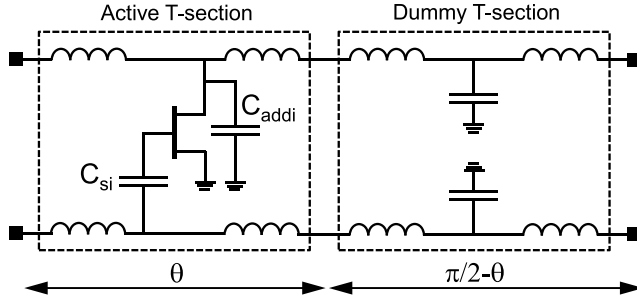 Active T-section Dummy T-section
C_addi
C_si
θ π/2-θ